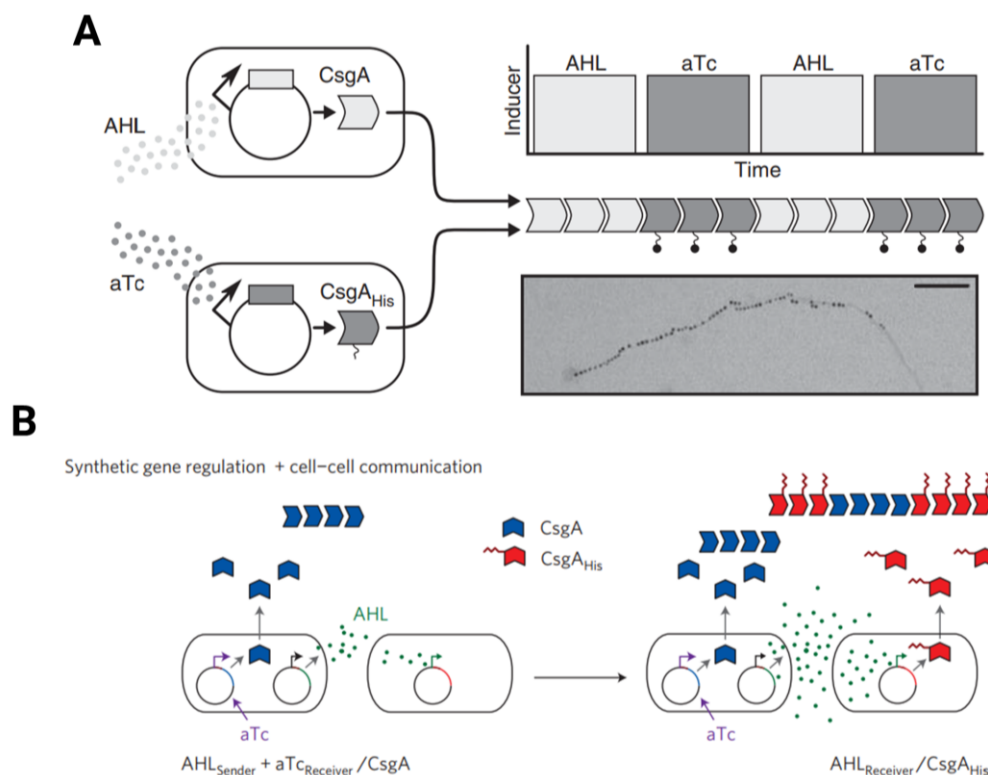 A
CsgA
AHL
aTc
CsgA
His
AHL
aTc
AHL
aTc
Inducer
Time
B
Synthetic gene regulation + cell–cell communication
CsgA
CsgA
His
AHL
aTc
aTc
AHL
Sender
+ aTc
Receiver
/CsgA
AHL
Receiver
/CsgA
His